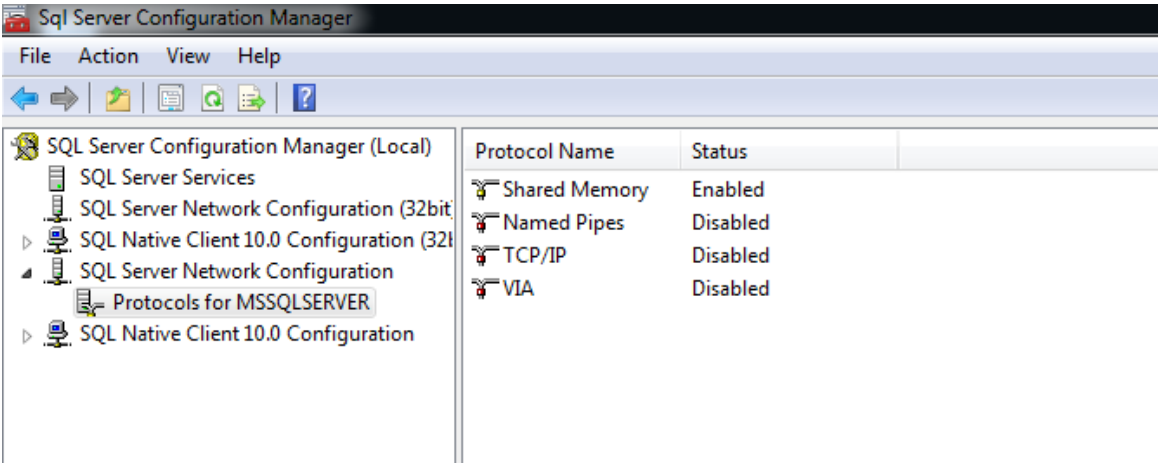 Sql Server Configuration Manager
File Action View Help
SQL Server Configuration Manager (Local)
SQL Server Services
SQL Server Network Configuration (32bit
SQL Native Client 10.0 Configuration (32b
SQL Server Network Configuration
Protocols for MSSQLSERVER
SQL Native Client 10.0 Configuration
Protocol Name Status
Shared Memory Enabled
Named Pipes Disabled
TCP/IP Disabled
VIA Disabled